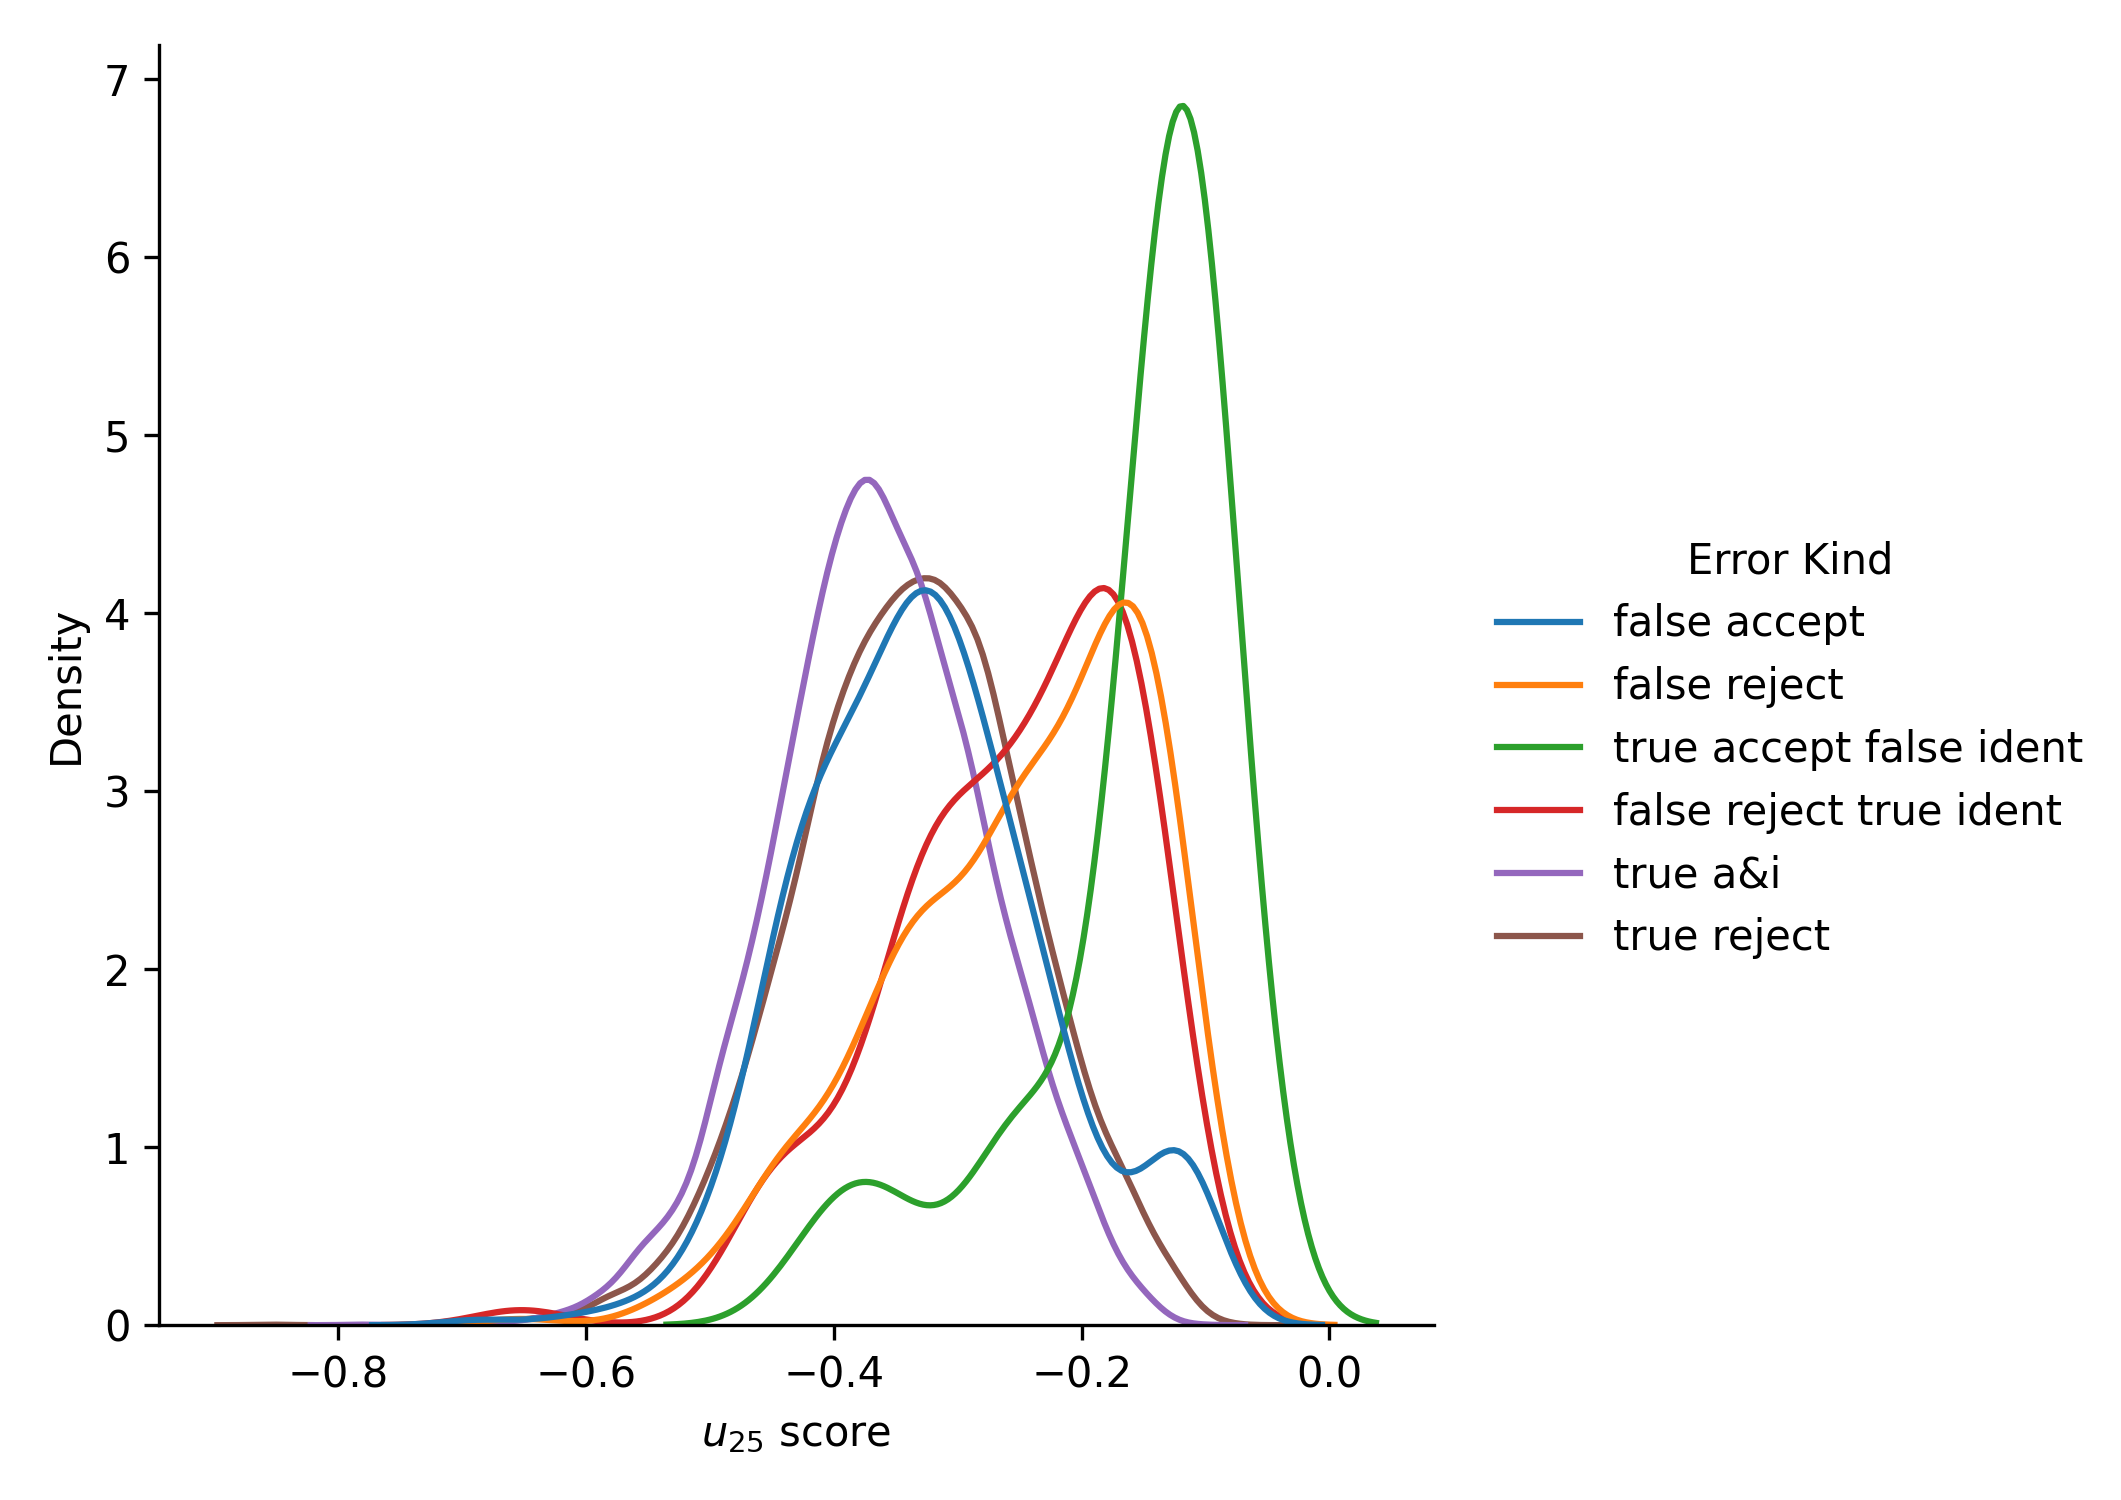 7
6
5
4
3
2
1
0
Density
−0.8
−0.6
−0.4
−0.2
0.0
u₂₅ score
Error Kind
false accept
false reject
true accept false ident
false reject true ident
true a&i
true reject